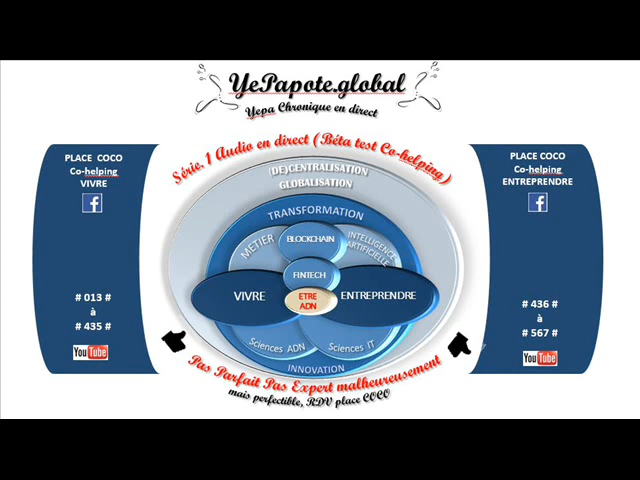 YePapote.global
Yepa Chronique en direct
Série, 1 Audio en direct (Béta test Co-helping)
PLACE COCO
Co-helping
VIVRE
# 013 #
à
# 435 #
YouTube
(DE)CENTRALISATION
GLOBALISATION
TRANSFORMATION
METIER
BLOCKCHAIN
INTELLIGENCE
ARTIFICIELLE
FINTECH
VIVRE
ETRE
ADN
ENTREPRENDRE
Sciences ADN
Sciences IT
INNOVATION
PLACE COCO
Co-helping
ENTREPRENDRE
# 436 #
à
# 567 #
YouTube
Pas Parfait Pas Expert malheureusement
mais perfectible, RDV place COCO